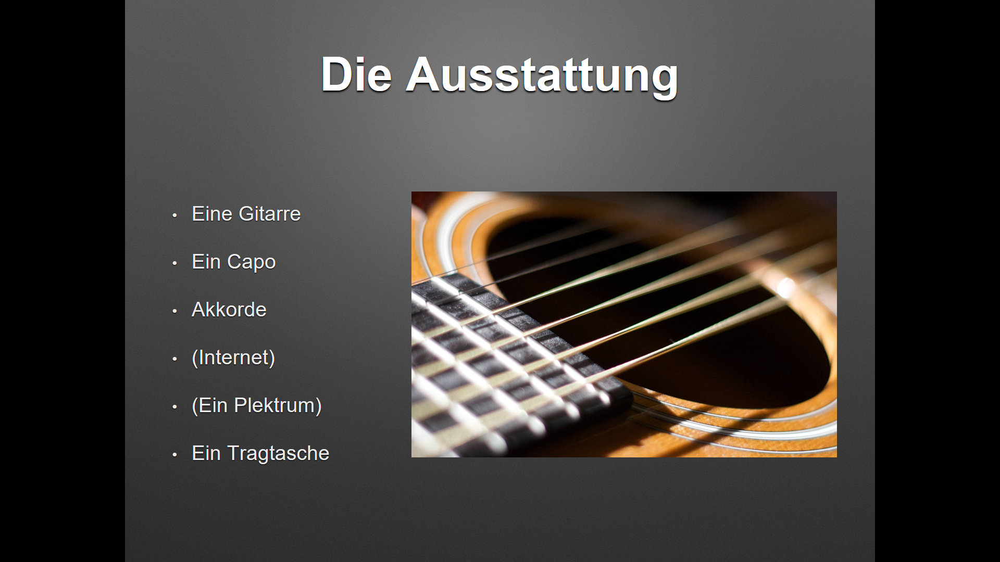 Die Ausstattung
• Eine Gitarre
• Ein Capo
• Akkorde
• (Internet)
• (Ein Plektrum)
• Ein Tragtasche